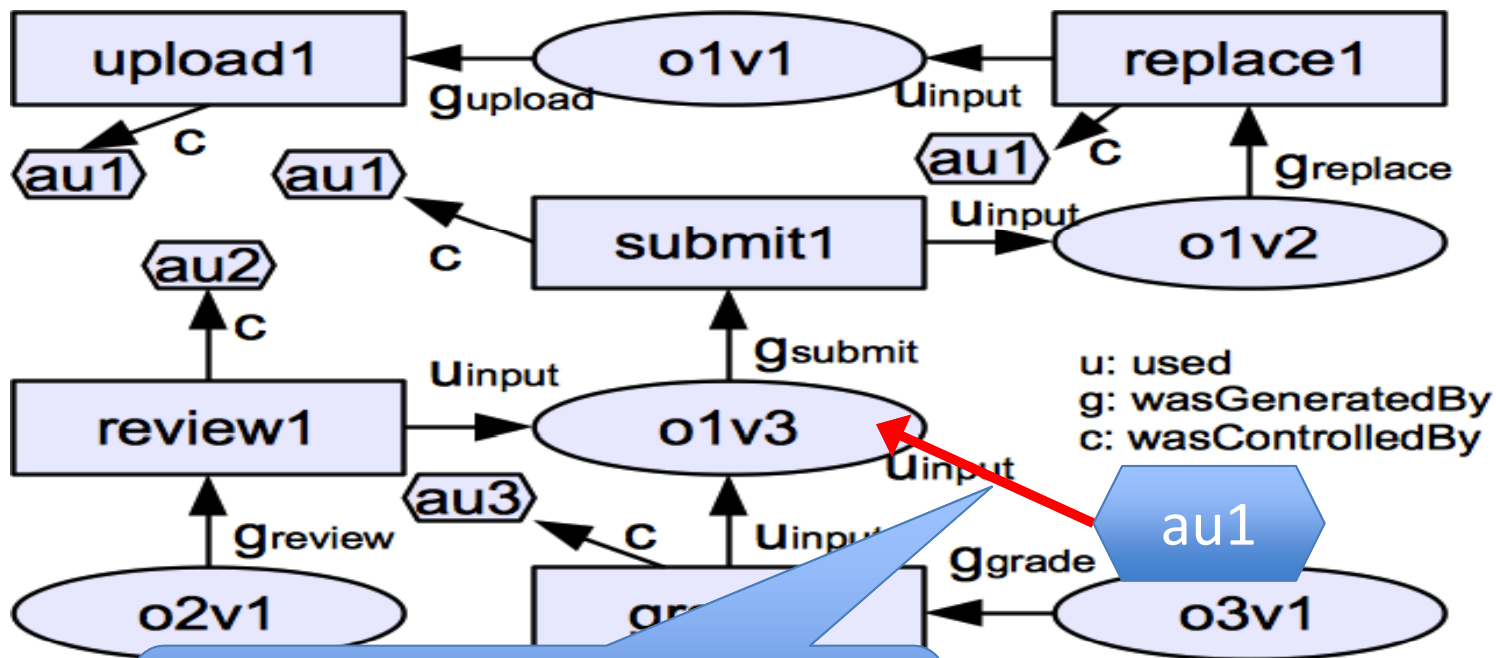 upload1
o1v1
replace1
gupload
uinput
c
au1
au1
au1
c
greplace
submit1
uinput
o1v2
c
au2
c
gsubmit
uinput
u: used
g: wasGeneratedBy
c: wasControlledBy
review1
o1v3
uinput
au3
au1
greview
c
ggrade
o2v1
o3v1